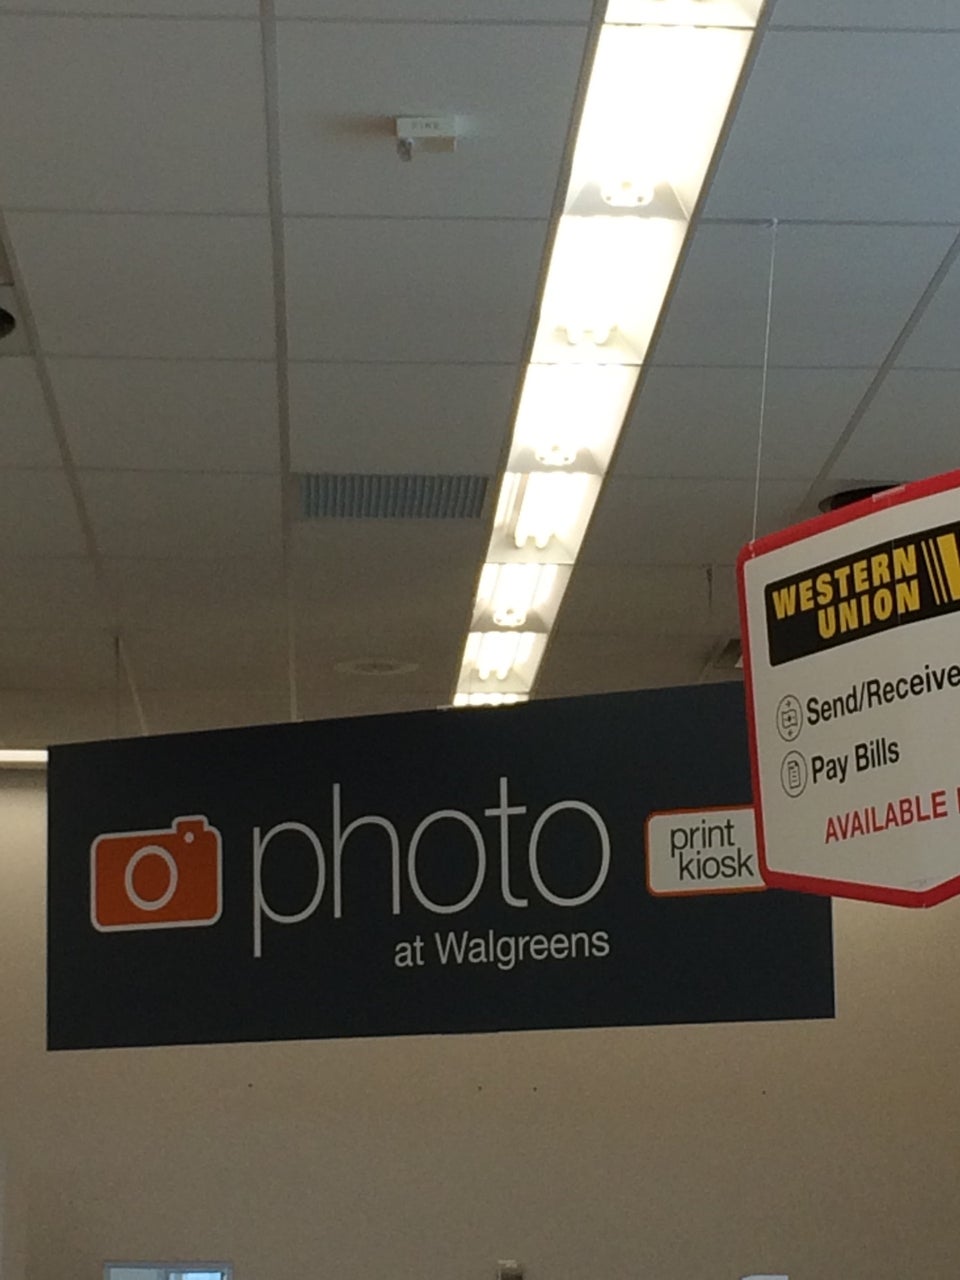 WESTERN
UNION
Send/Receive
Pay Bills
AVAILABLE
photo
at Walgreens
print
kiosk